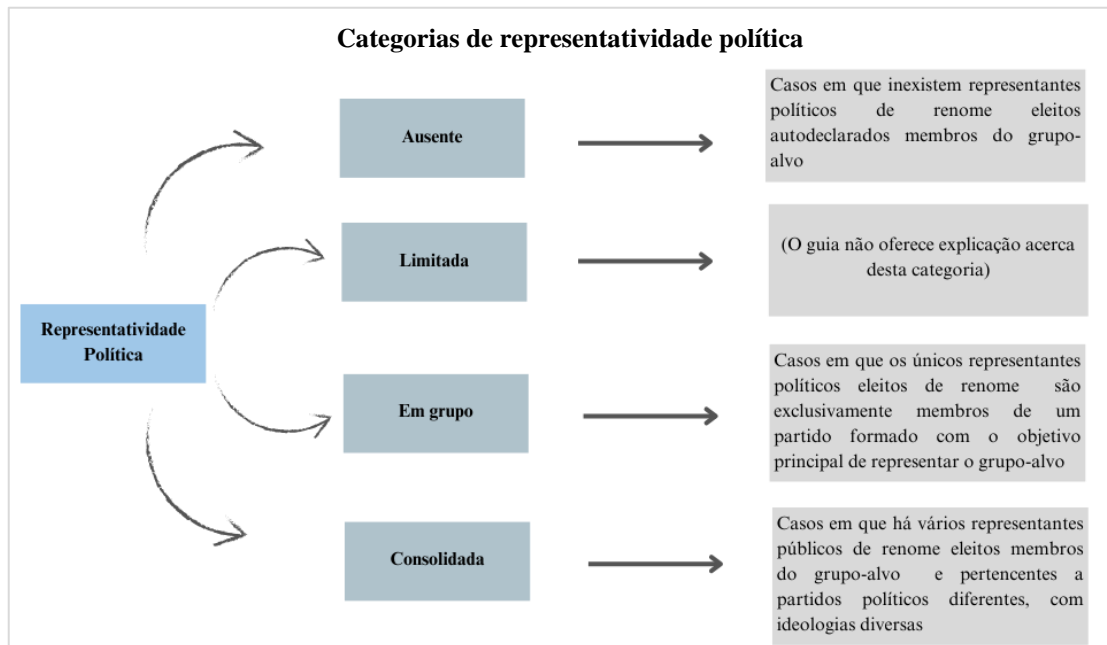 Categorias de representatividade política
Representatividade
Política
Ausente
Casos em que inexistem representantes
políticos de renome eleitos
autodeclarados membros do grupo-
alvo
Limitada
(O guia não oferece explicação acerca
desta categoria)
Em grupo
Casos em que os únicos representantes
políticos eleitos de renome são
exclusivamente membros de um
partido formado com o objetivo
principal de representar o grupo-alvo
Consolidada
Casos em que há vários representantes
públicos de renome eleitos membros
do grupo-alvo e pertencentes a
partidos políticos diferentes, com
ideologias diversas